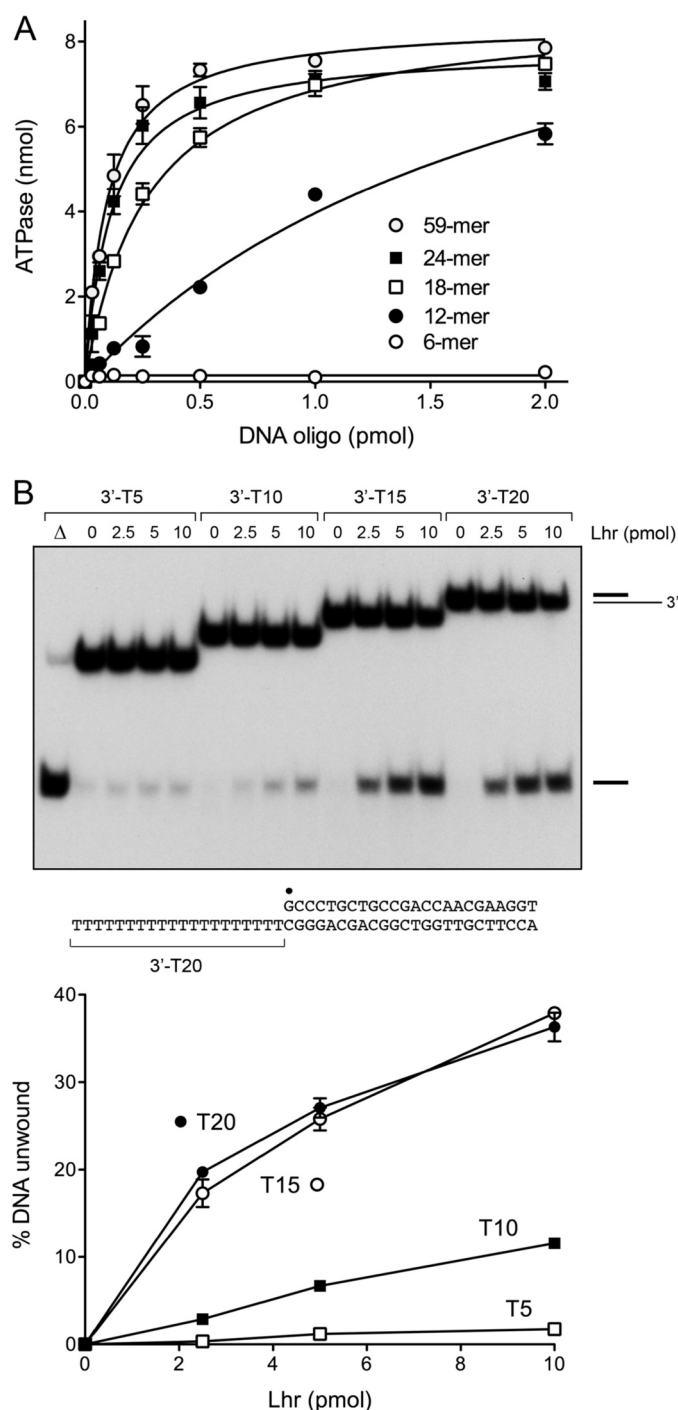 A
ATPase (nmol)
8
6
4
2
0
0.0 0.5 1.0 1.5 2.0
DNA oligo (pmol)
59-mer
24-mer
18-mer
12-mer
6-mer
B
3'-T5 3'-T10 3'-T15 3'-T20
Δ 0 2.5 5 10 0 2.5 5 10 0 2.5 5 10 0 2.5 5 10 Lhr (pmol)
3'
GCCCTGCTGCCGACCAACGAAGGT
TTTTTTTTTTTTTTTTTTTTCGGGACGACGGCTGGTTGCTTCCA
3'-T20
% DNA unwound
40
30
20
10
0
T20
T15
T10
T5
0 2 4 6 8 10
Lhr (pmol)